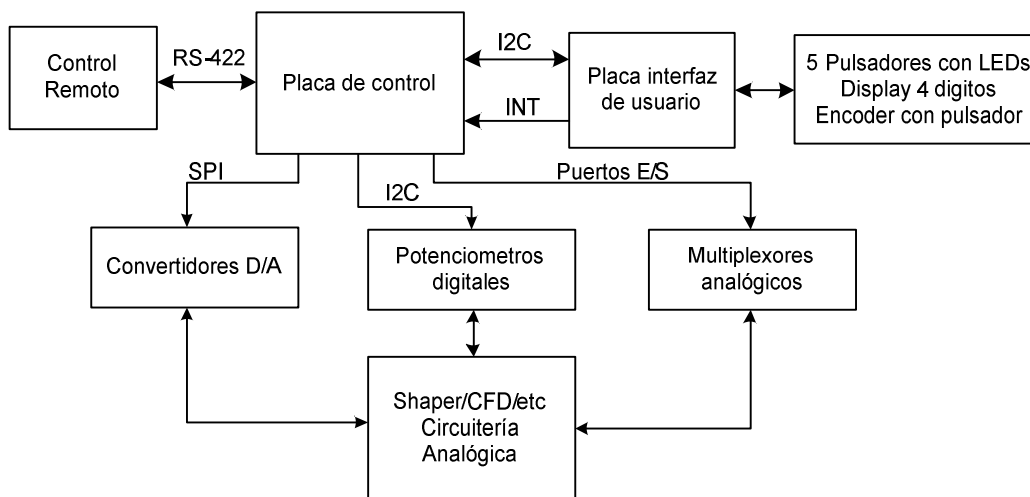 Control
Remoto
RS-422
Placa de control
I2C
INT
Placa interfaz
de usuario
5 Pulsadores con LEDs
Display 4 digitos
Encoder con pulsador
SPI
I2C
Puertos E/S
Convertidores D/A
Potenciometros
digitales
Multiplexores
analógicos
Shaper/CFD/etc
Circuitería
Analógica